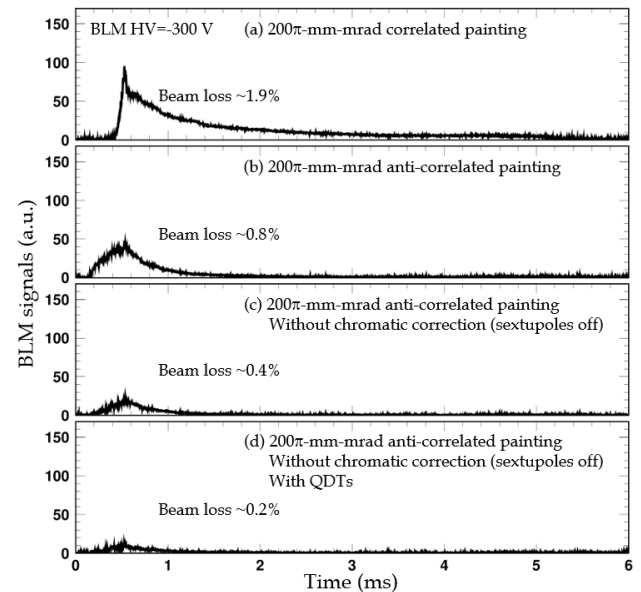 BLM HV=-300 V
(a) 200π-mm-mrad correlated painting
150
100
50
0
Beam loss ~1.9%
(b) 200π-mm-mrad anti-correlated painting
150
100
50
0
Beam loss ~0.8%
(c) 200π-mm-mrad anti-correlated painting
Without chromatic correction (sextupoles off)
150
100
50
0
Beam loss ~0.4%
(d) 200π-mm-mrad anti-correlated painting
Without chromatic correction (sextupoles off)
With QDTs
150
100
50
0
Beam loss ~0.2%
0 1 2 3 4 5 6
Time (ms)
BLM signals (a.u.)